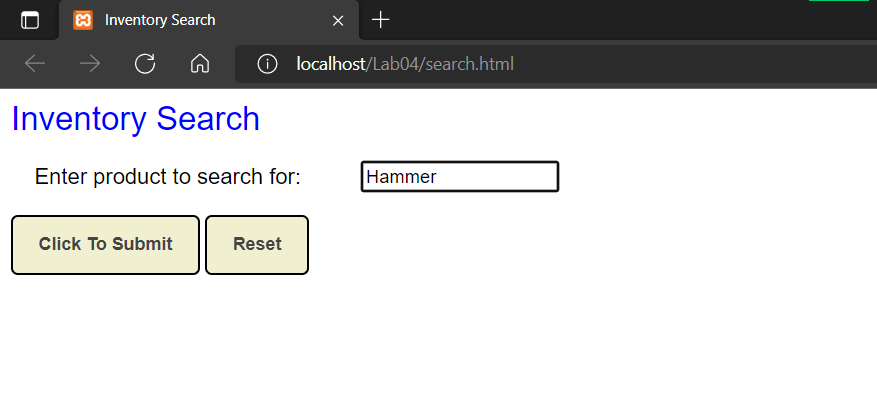 Inventory Search
localhost/Lab04/search.html
Inventory Search
Enter product to search for: Hammer
Click To Submit Reset